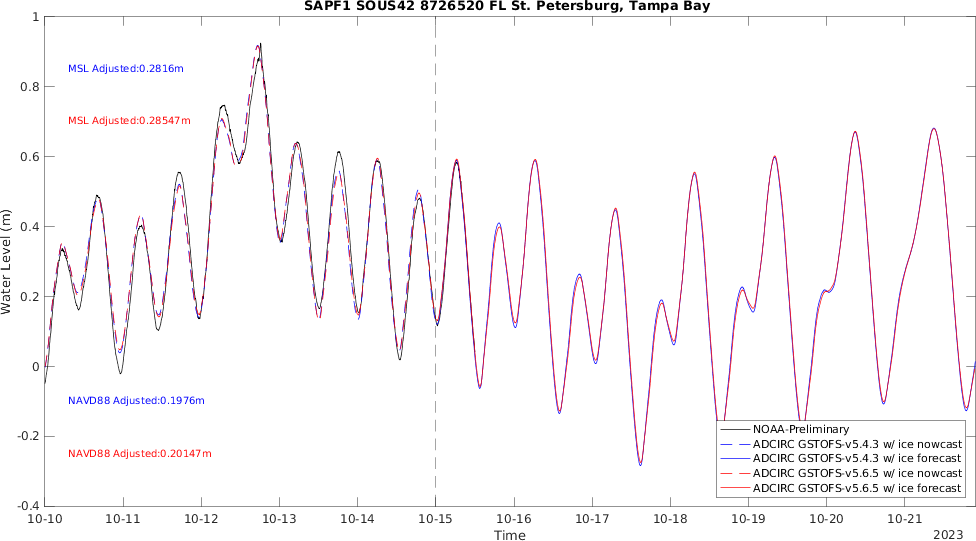 SAPF1 SOUS42 8726520 FL St. Petersburg, Tampa Bay
1
0.8
0.6
0.4
0.2
0
-0.2
-0.4
Water Level (m)
MSL Adjusted:0.2816m
MSL Adjusted:0.28547m
NAVD88 Adjusted:0.1976m
NAVD88 Adjusted:0.20147m
NOAA-Preliminary
ADCIRC GSTOFS-v5.4.3 w/ ice nowcast
ADCIRC GSTOFS-v5.4.3 w/ ice forecast
ADCIRC GSTOFS-v5.6.5 w/ ice nowcast
ADCIRC GSTOFS-v5.6.5 w/ ice forecast
10-10 10-11 10-12 10-13 10-14 10-15 10-16 10-17 10-18 10-19 10-20 10-21
Time
2023